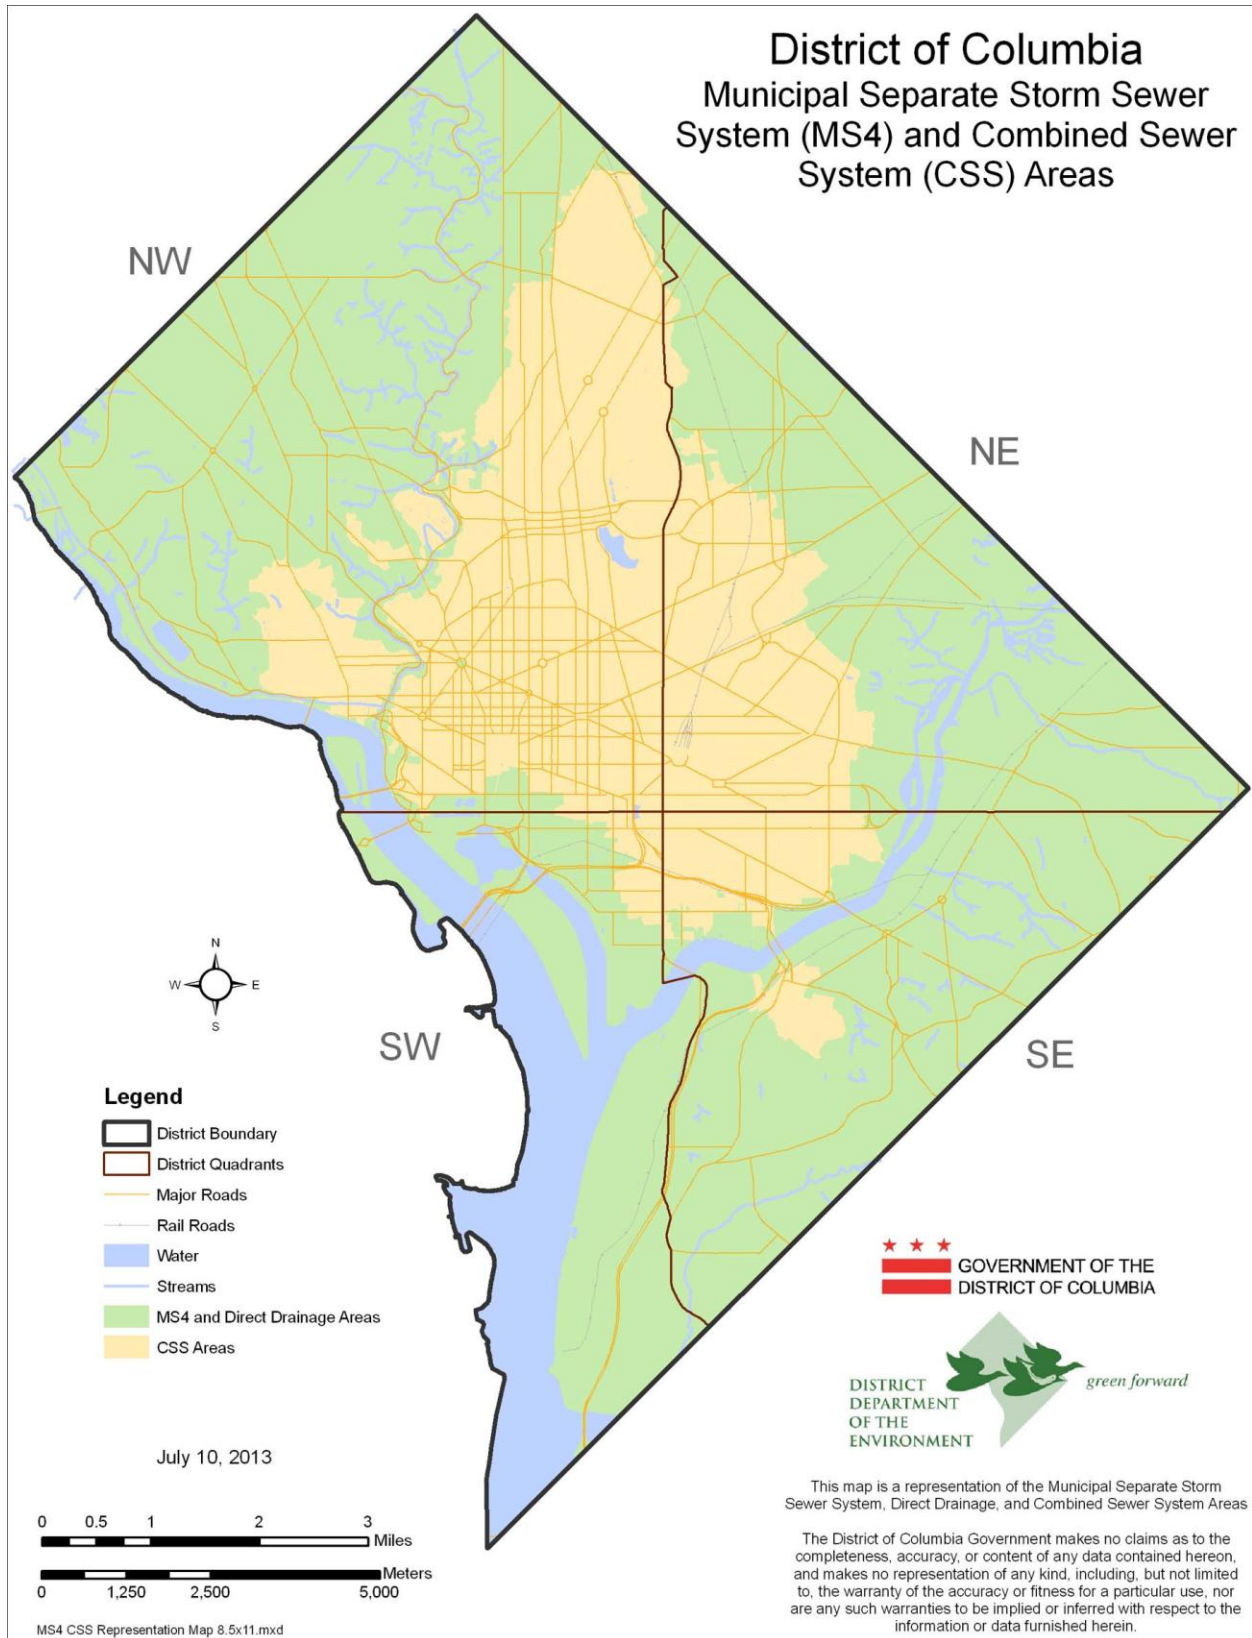 District of Columbia
Municipal Separate Storm Sewer
System (MS4) and Combined Sewer
System (CSS) Areas
NW
NE
N
W
E
S
SW
SE
Legend
District Boundary
District Quadrants
Major Roads
Rail Roads
Water
Streams
MS4 and Direct Drainage Areas
CSS Areas
July 10, 2013
0 0.5 1 2 3
Miles
Meters
0 1,250 2,500 5,000
MS4 CSS Representation Map 8.5x11.mxd
GOVERNMENT OF THE
DISTRICT OF COLUMBIA
DISTRICT
DEPARTMENT
OF THE
ENVIRONMENT
green forward
This map is a representation of the Municipal Separate Storm
Sewer System, Direct Drainage, and Combined Sewer System Areas
The District of Columbia Government makes no claims as to the
completeness, accuracy, or content of any data contained hereon,
and makes no representation of any kind, including, but not limited
to, the warranty of the accuracy or fitness for a particular use, nor
are any such warranties to be implied or inferred with respect to the
information or data furnished herein.